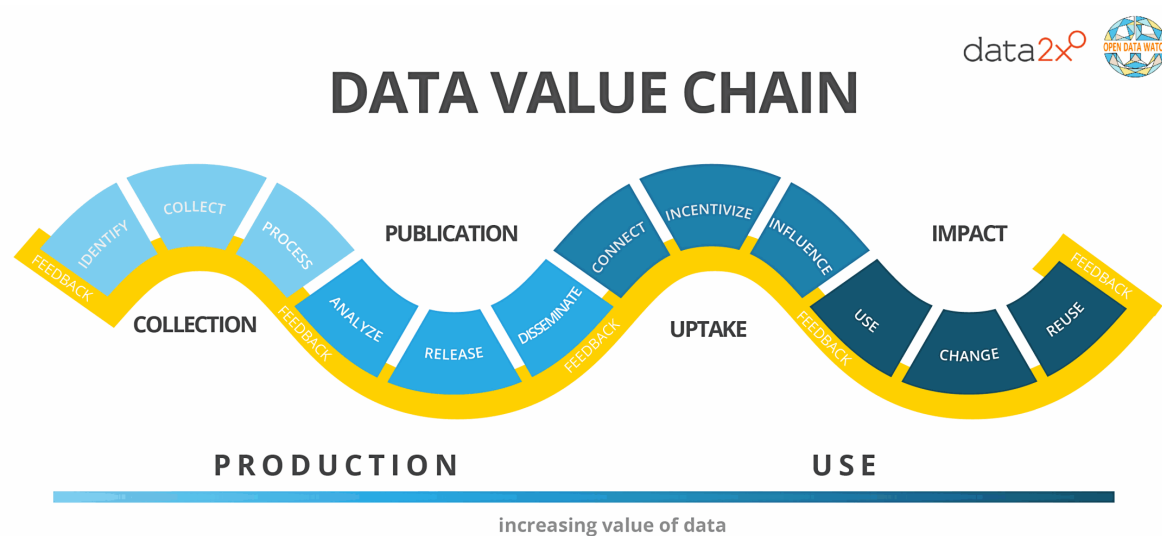 data2x
OPEN DATA WATCH
DATA VALUE CHAIN
IDENTIFY
COLLECT
PROCESS
FEEDBACK
COLLECTION
PUBLICATION
ANALYZE
RELEASE
DISSEMINATE
FEEDBACK
FEEDBACK
CONNECT
INCENTIVIZE
INFLUENCE
UPTAKE
IMPACT
USE
CHANGE
REUSE
FEEDBACK
FEEDBACK
PRODUCTION
USE
increasing value of data